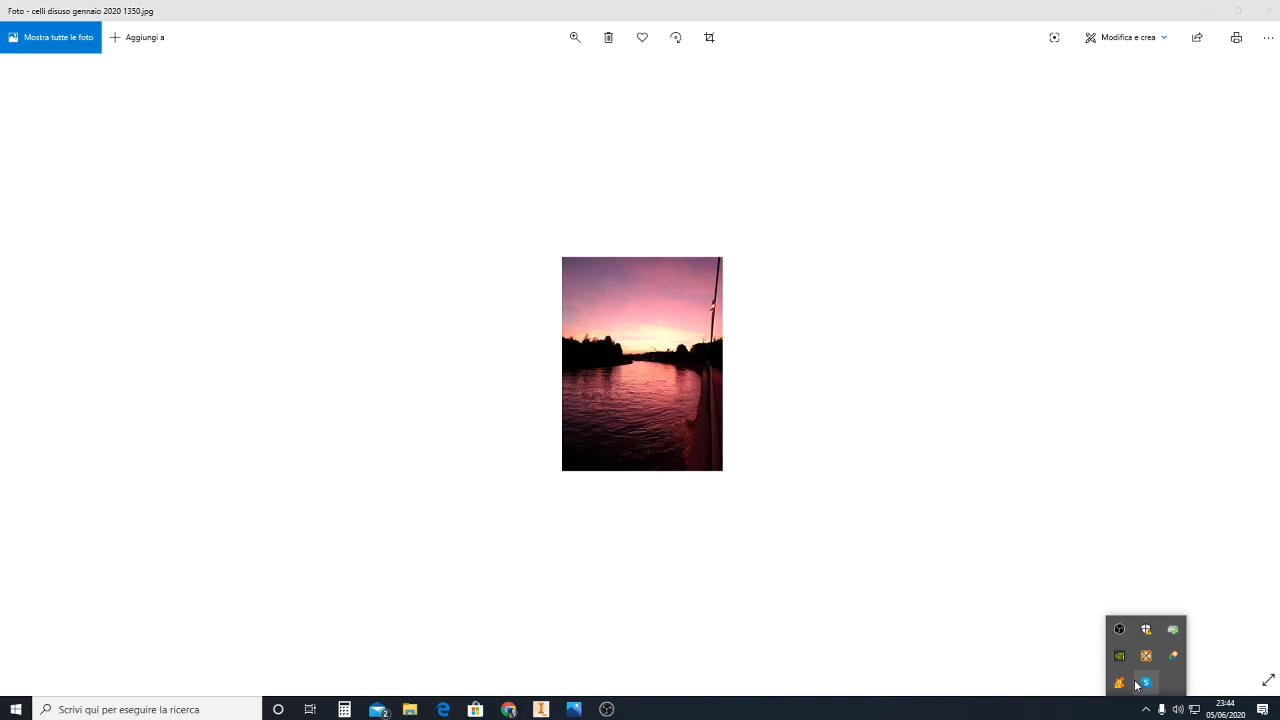 Foto - celli disuso gennaio 2020 1350.jpg
Mostra tutte le foto
Aggiungi a
Modifica e crea
S
2
Scrivi qui per eseguire la ricerca
23:44
05/06/2020